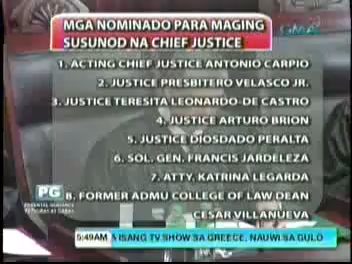 MGA NOMINADO PARA MAGING
SUSUNOD NA CHIEF JUSTICE
GMA
1. ACTING CHIEF JUSTICE ANTONIO CARPIO
2. JUSTICE PRESBITERO VELASCO JR.
3. JUSTICE TERESITA LEONARDO-DE CASTRO
4. JUSTICE ARTURO BRION
5. JUSTICE DIOSDADO PERALTA
6. SOL. GEN. FRANCIS JARDELEZA
7. ATTY. KATRINA LEGARDA
8. FORMER ADMU COLLEGE OF LAW DEAN
CESAR VILLANUEVA
PG
PARENTAL GUIDANCE
5:49AM
A ISANG TV SHOW SA GREECE, NAUWI SA GULO